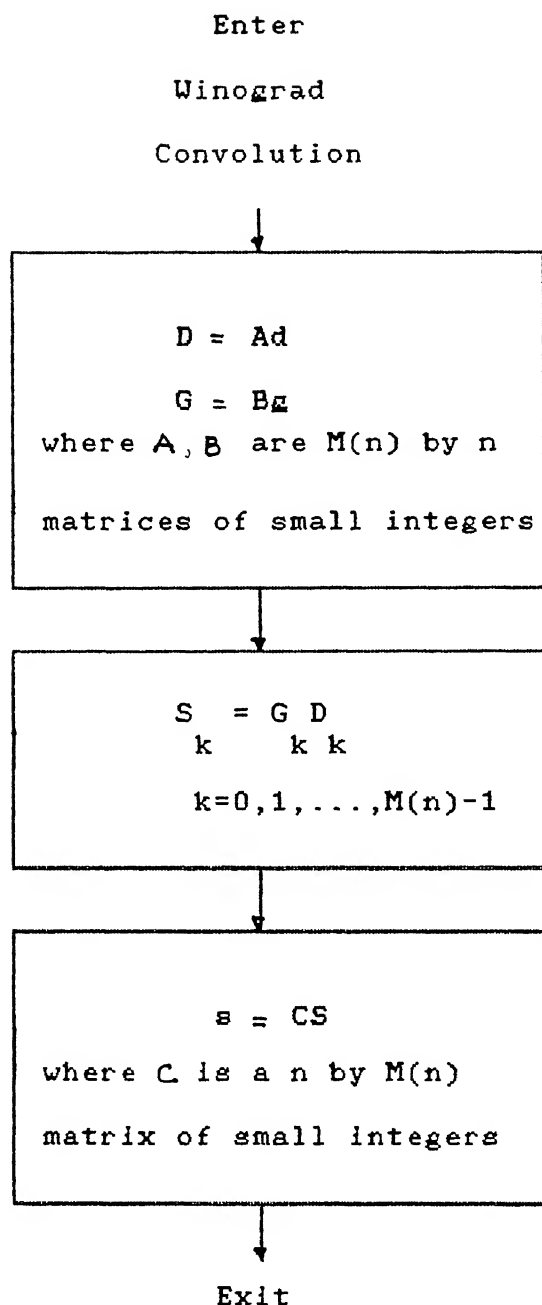 Enter
Winograd
Convolution
D = Ad
G = Bg
where A, B are M(n) by n
matrices of small integers
S = G D
k k k
k=0,1,...,M(n)-1
s = CS
where C is a n by M(n)
matrix of small integers
Exit